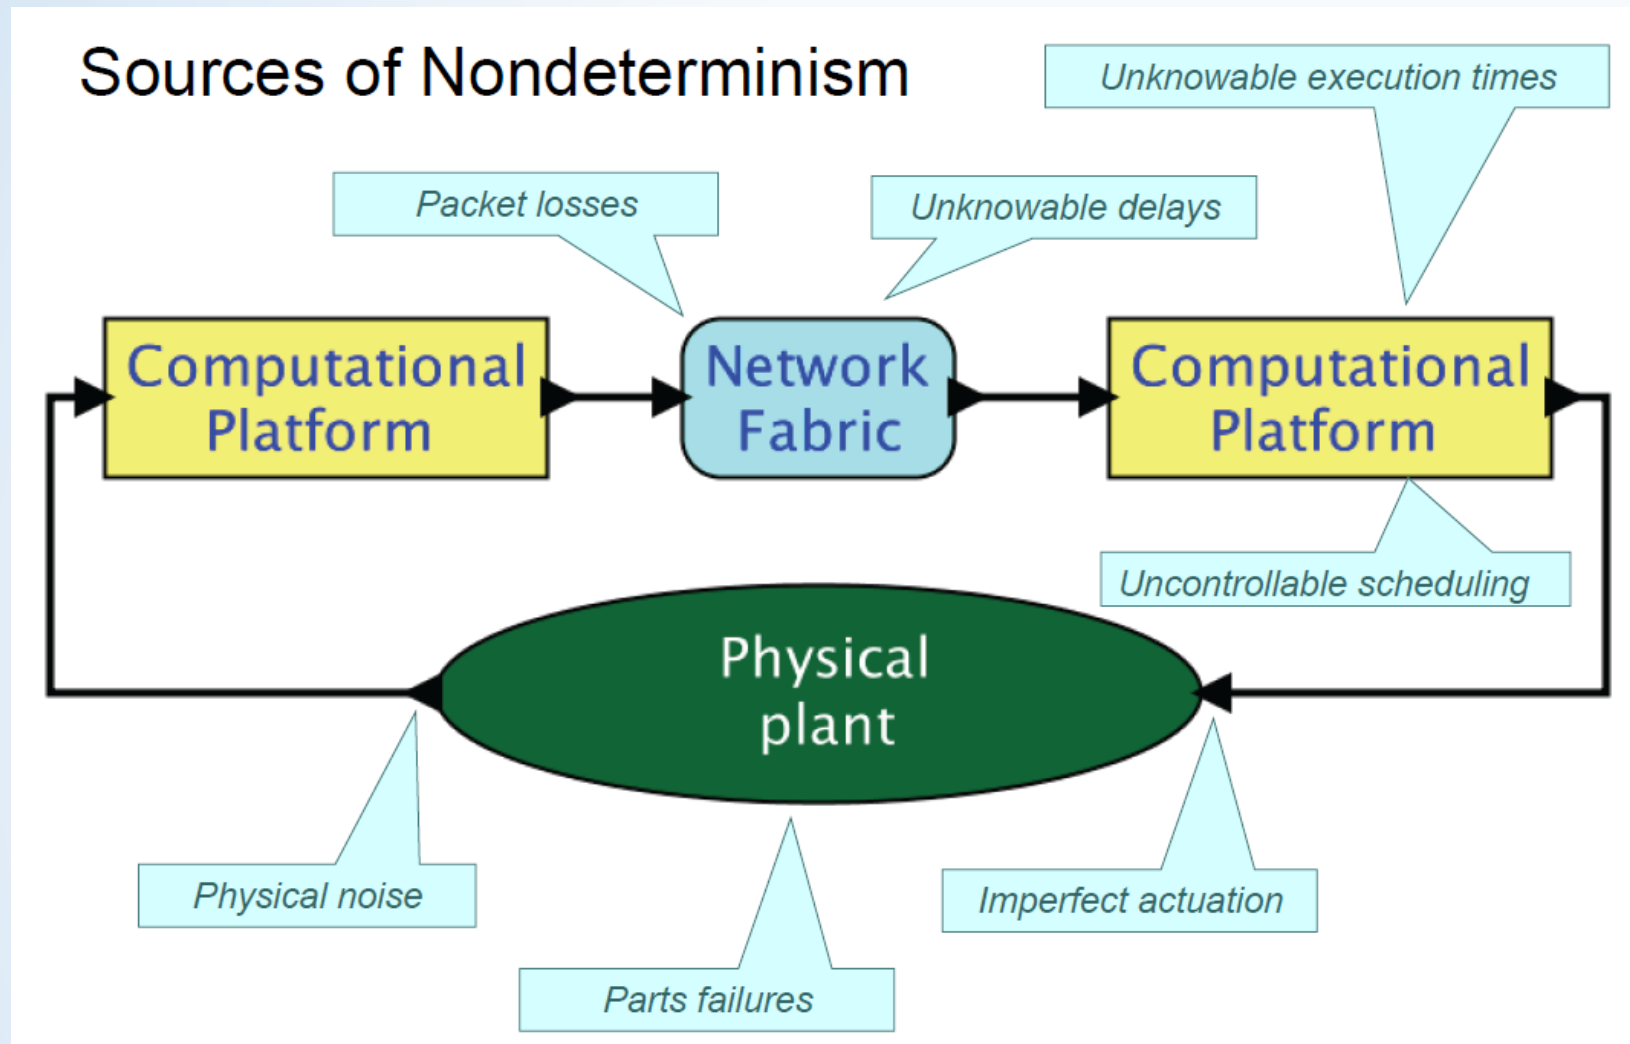 Sources of Nondeterminism
Unknowable execution times
Packet losses
Unknowable delays
Computational
Platform
Network
Fabric
Computational
Platform
Uncontrollable scheduling
Physical
plant
Physical noise
Imperfect actuation
Parts failures